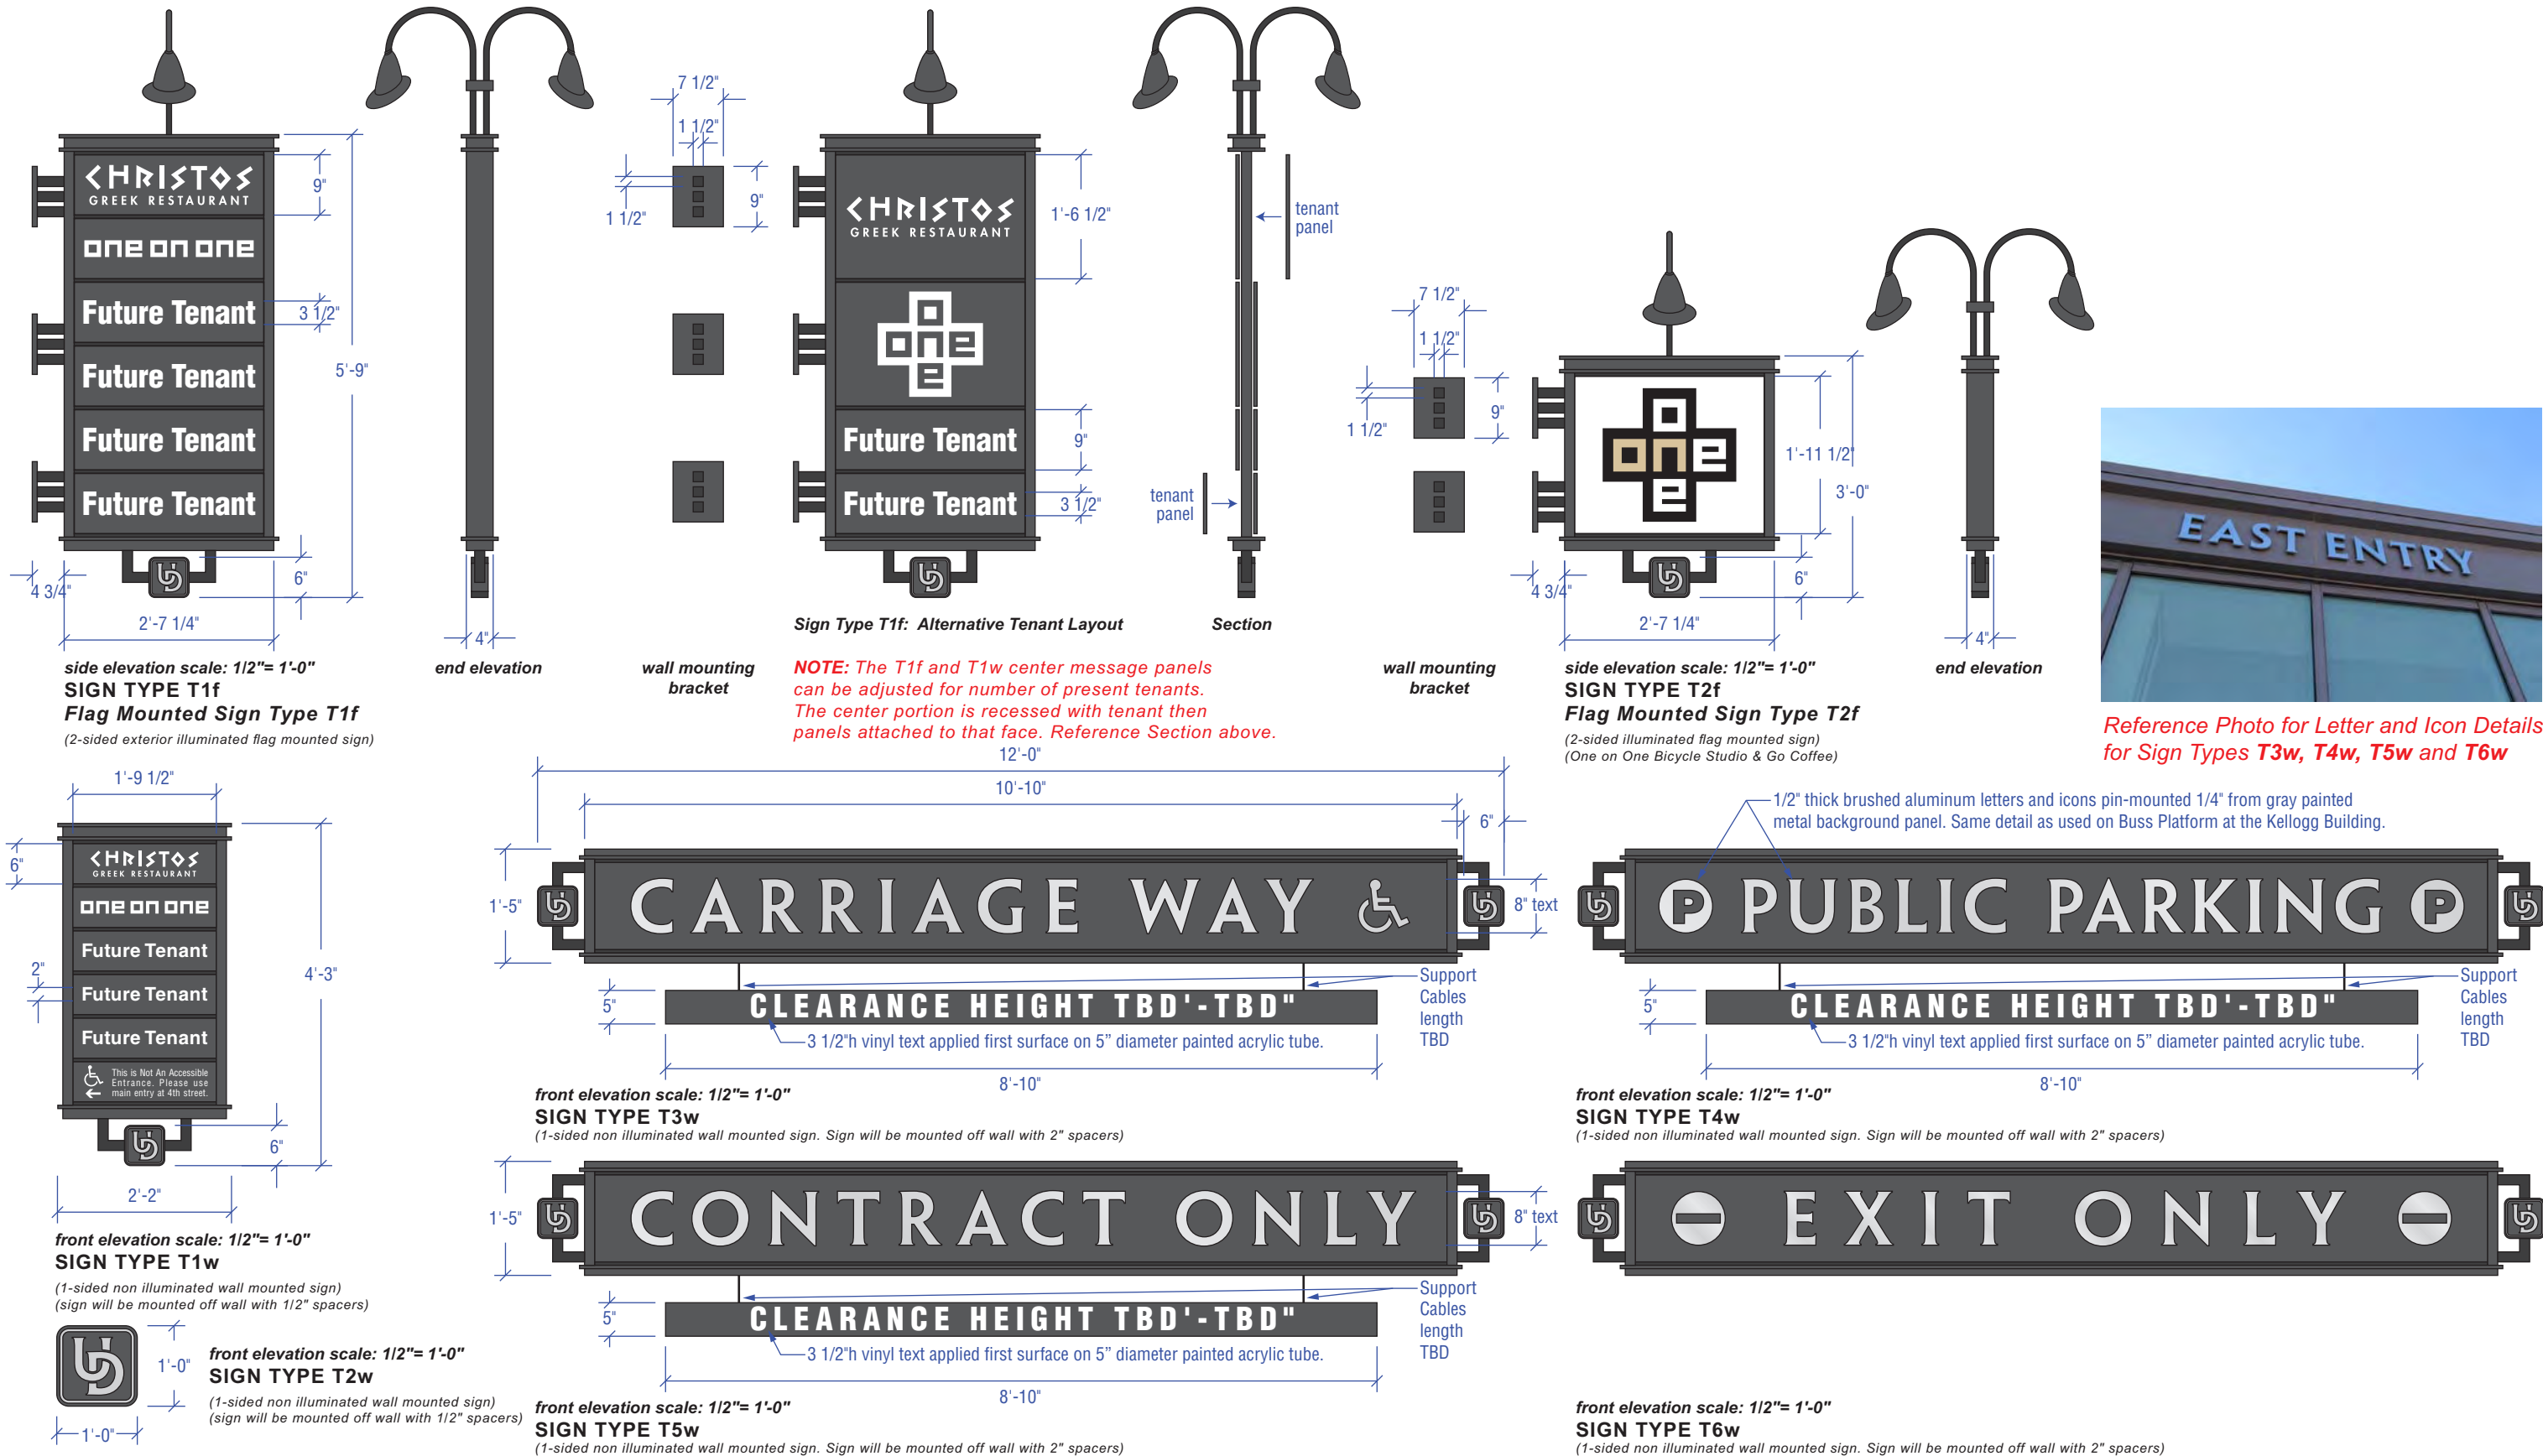 CHRISTOS
GREEK RESTAURANT
one on one
Future Tenant
Future Tenant
Future Tenant
Future Tenant
9"
3 1/2"
5'-9"
6"
4 3/4"
2'-7 1/4"
side elevation scale: 1/2"= 1'-0"
SIGN TYPE T1f
Flag Mounted Sign Type T1f
(2-sided exterior illuminated flag mounted sign)
4"
end elevation
7 1/2"
1 1/2"
1 1/2"
9"
wall mounting
bracket
CHRISTOS
GREEK RESTAURANT
o
one
e
Future Tenant
Future Tenant
1'-6 1/2"
9"
3 1/2"
Sign Type T1f: Alternative Tenant Layout
tenant
panel
tenant
panel
Section
NOTE: The T1f and T1w center message panels
can be adjusted for number of present tenants.
The center portion is recessed with tenant then
panels attached to that face. Reference Section above.
7 1/2"
1 1/2"
1 1/2"
9"
wall mounting
bracket
o
one
e
1'-11 1/2"
3'-0"
6"
4 3/4"
2'-7 1/4"
side elevation scale: 1/2"= 1'-0"
SIGN TYPE T2f
Flag Mounted Sign Type T2f
(2-sided illuminated flag mounted sign)
(One on One Bicycle Studio & Go Coffee)
4"
end elevation
EAST ENTRY
Reference Photo for Letter and Icon Details
for Sign Types T3w, T4w, T5w and T6w
1'-9 1/2"
6"
CHRISTOS
GREEK RESTAURANT
one on one
Future Tenant
Future Tenant
Future Tenant
This is Not An Accessible
Entrance. Please use
main entry at 4th street.
2"
4'-3"
6"
2'-2"
front elevation scale: 1/2"= 1'-0"
SIGN TYPE T1w
(1-sided non illuminated wall mounted sign)
(sign will be mounted off wall with 1/2" spacers)
1'-0"
1'-0"
front elevation scale: 1/2"= 1'-0"
SIGN TYPE T2w
(1-sided non illuminated wall mounted sign)
(sign will be mounted off wall with 1/2" spacers)
12'-0"
10'-10"
6"
1'-5"
CARRIAGE WAY
8" text
5"
CLEARANCE HEIGHT TBD'-TBD"
Support
Cables
length
TBD
3 1/2"h vinyl text applied first surface on 5” diameter painted acrylic tube.
8'-10"
front elevation scale: 1/2"= 1'-0"
SIGN TYPE T3w
(1-sided non illuminated wall mounted sign. Sign will be mounted off wall with 2" spacers)
1/2" thick brushed aluminum letters and icons pin-mounted 1/4" from gray painted
metal background panel. Same detail as used on Buss Platform at the Kellogg Building.
P PUBLIC PARKING P
5"
CLEARANCE HEIGHT TBD'-TBD"
Support
Cables
length
TBD
3 1/2"h vinyl text applied first surface on 5” diameter painted acrylic tube.
8'-10"
front elevation scale: 1/2"= 1'-0"
SIGN TYPE T4w
(1-sided non illuminated wall mounted sign. Sign will be mounted off wall with 2" spacers)
1'-5"
CONTRACT ONLY
8" text
5"
CLEARANCE HEIGHT TBD'-TBD"
Support
Cables
length
TBD
3 1/2"h vinyl text applied first surface on 5” diameter painted acrylic tube.
8'-10"
front elevation scale: 1/2"= 1'-0"
SIGN TYPE T5w
(1-sided non illuminated wall mounted sign. Sign will be mounted off wall with 2" spacers)
EXIT ONLY
front elevation scale: 1/2"= 1'-0"
SIGN TYPE T6w
(1-sided non illuminated wall mounted sign. Sign will be mounted off wall with 2" spacers)